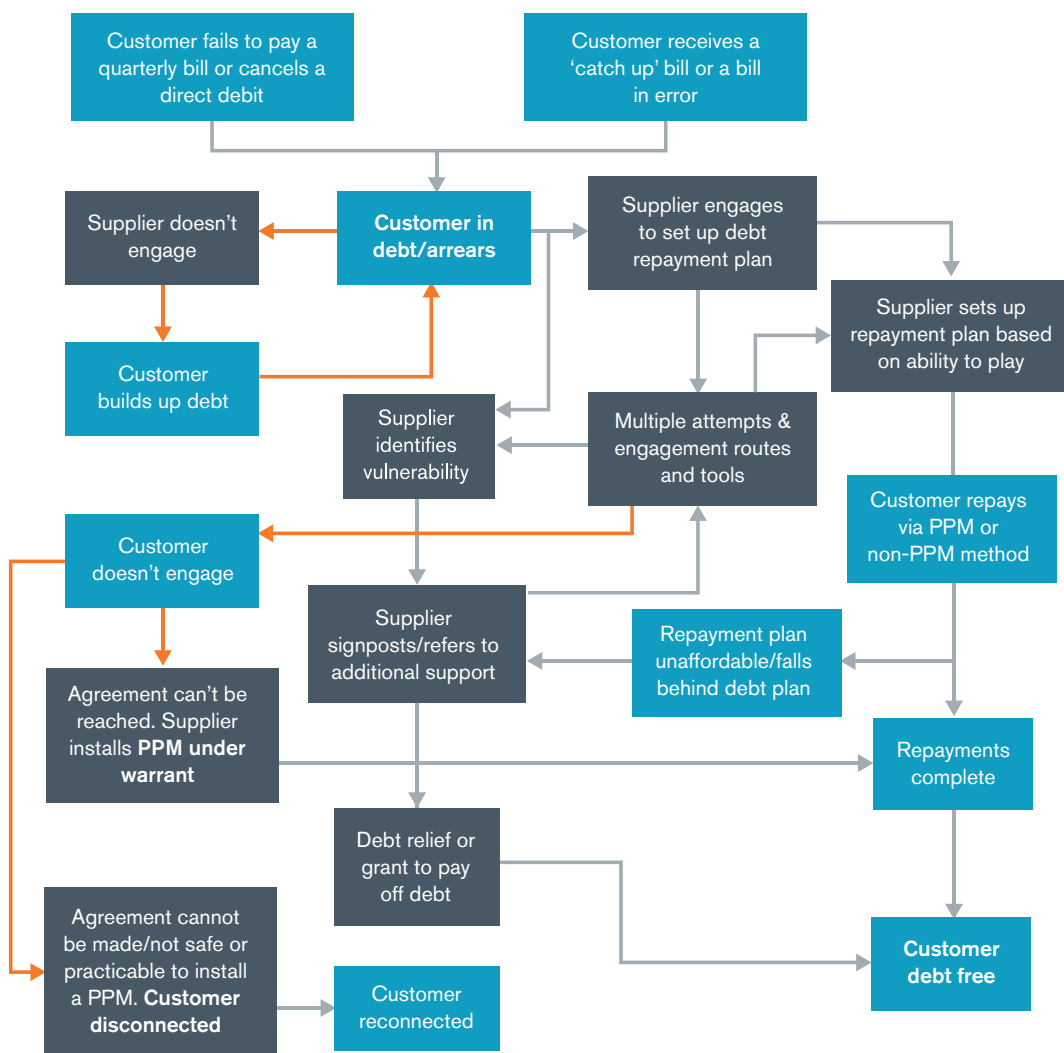 Customer fails to pay a
quarterly bill or cancels a
direct debit
Customer receives a
‘catch up’ bill or a bill
in error
Supplier doesn’t
engage
Customer in
debt/arrears
Supplier engages
to set up debt
repayment plan
Supplier sets up
repayment plan based
on ability to play
Customer
builds up debt
Supplier
identifies
vulnerability
Multiple attempts &
engagement routes
and tools
Customer repays
via PPM or
non-PPM method
Customer
doesn’t engage
Supplier
signposts/refers to
additional support
Repayment plan
unaffordable/falls
behind debt plan
Agreement can’t be
reached. Supplier
installs PPM under
warrant
Repayments
complete
Debt relief or
grant to pay
off debt
Agreement cannot
be made/not safe or
practicable to install
a PPM. Customer
disconnected
Customer
reconnected
Customer
debt free